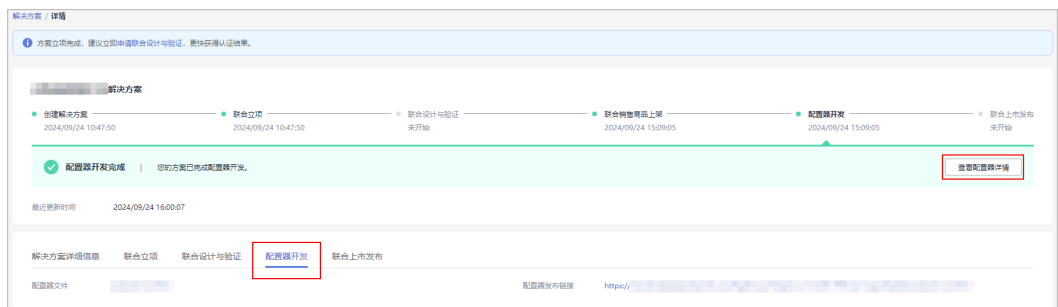 解决方案 / 详情
方案立项完成，建议立即申请联合设计与验证，更快获得认证结果。
解决方案
创建解决方案 联合立项 联合设计与验证 联合销售商品上架 配置器开发 联合上市发布
2024/09/24 10:47:50 2024/09/24 10:47:50 未开始 2024/09/24 15:09:05 2024/09/24 15:09:05 未开始
配置器开发完成 | 您的方案已完成配置器开发。 查看配置器详情
最近更新时间 2024/09/24 16:00:07
解决方案详细信息 联合立项 联合设计与验证 配置器开发 联合上市发布
配置器文件 配置器发布链接 https://